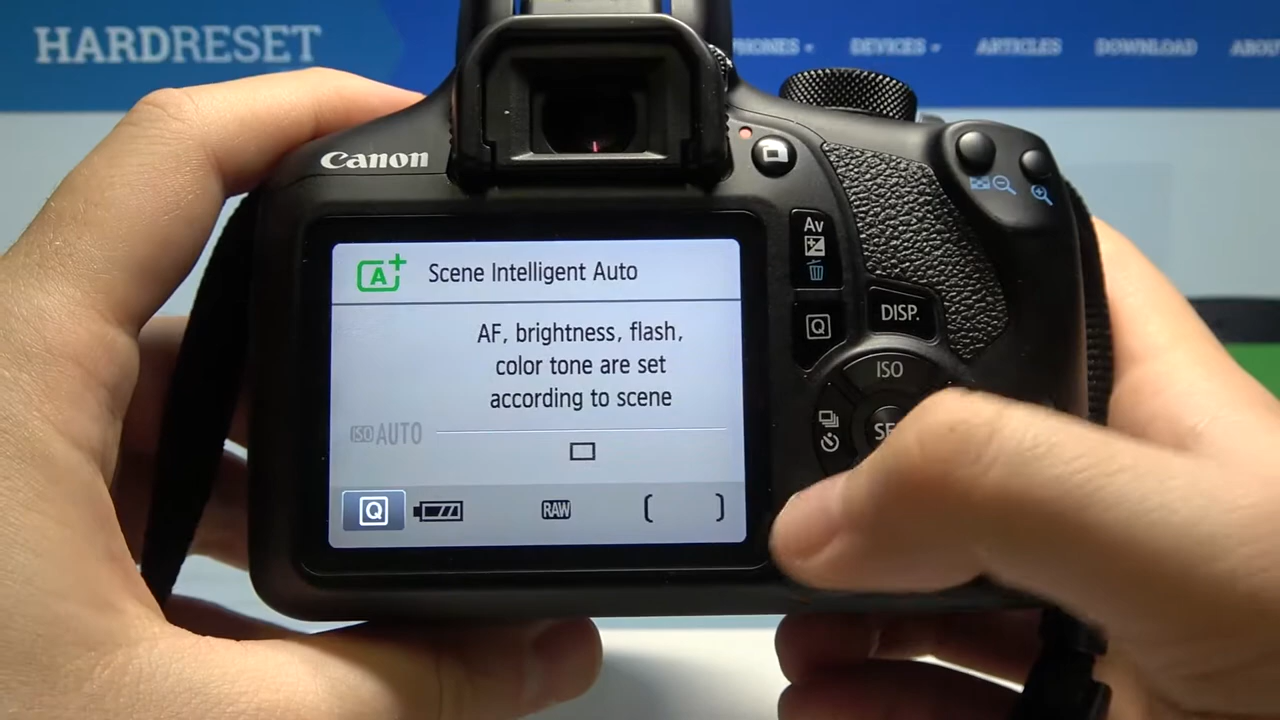 HARDRESET
PHONES
DEVICES
ARTICLES
DOWNLOAD
Canon
Av
DISP.
Q
ISO
A+ Scene Intelligent Auto
AF, brightness, flash,
color tone are set
according to scene
ISO AUTO
Q RAW [ ]